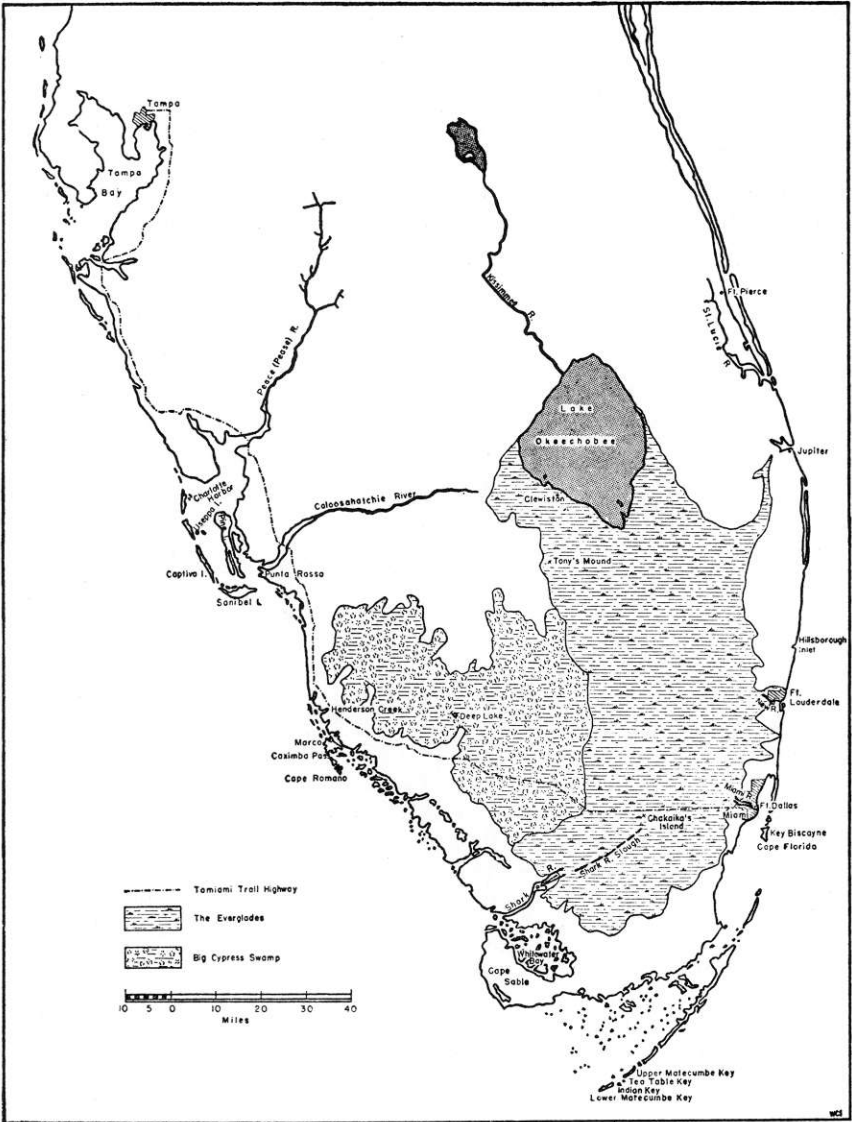 Tampa
Tampa
Bay
Kissimmee R.
Ft. Pierce
St. Lucie R.
Peace (Pease) R.
Lake
Okeechobee
Jupiter
Charlotte
Harbor
Useppa I.
Clewiston
Caloosahatchie River
Captiva I.
Punta Rassa
Sanibel I.
Tony's Mound
Hillsborough
Inlet
Ft.
Lauderdale
New R.
Henderson Creek
Deep Lake
Marco
Caximba Pass
Cape Romano
Miami R.
Ft. Dallas
Miami
Chakaika's
Island
Key Biscayne
Cape Florida
Shark R. Slough
Shark R.
Whitewater
Bay
Cape
Sable
Tamiami Trail Highway
The Everglades
Big Cypress Swamp
10 5 0 10 20 30 40
Miles
Upper Matecumbe Key
Tea Table Key
Indian Key
Lower Matecumbe Key
WCS